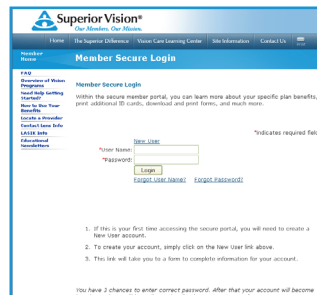 Superior Vision®
Our Members. Our Mission.
Home The Superior Difference Vision Care Learning Center Site Information Contact Us
Member Home
Member Secure Login
FAQ
Overview of Vision Programs
Need Help Getting Started?
How to Use Your Benefits
Locate a Provider
Contact Lens Info
LASIK Info
Educational Newsletters
Member Secure Login
Within the secure member portal, you can learn more about your specific plan benefits,
print additional ID cards, download and print forms, and much more.
*indicates required fiel
New User
*User Name:
*Password:
Login
Forgot User Name? Forgot Password?
1. If this is your first time accessing the secure portal, you will need to create a
New User account.
2. To create your account, simply click on the New User link above.
3. This link will take you to a form to complete information for your account.
You have 3 chances to enter correct password. After that your account will become